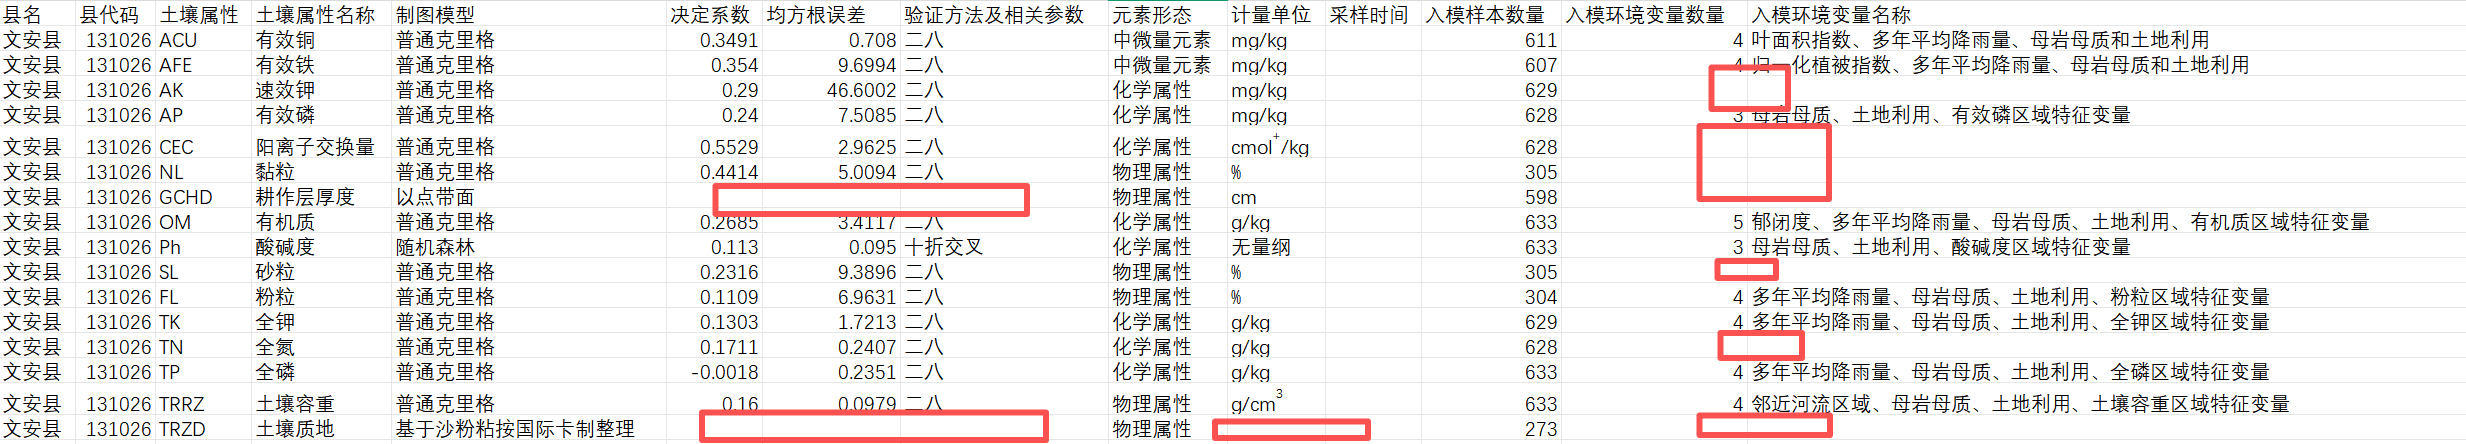 县名 县代码 土壤属性 土壤属性名称 制图模型 决定系数 均方根误差 验证方法及相关参数 元素形态 计量单位 采样时间 入模样本数量 入模环境变量数量 入模环境变量名称
文安县 131026 ACU 有效铜 普通克里格 0.3491 0.708 二八 中微量元素 mg/kg 611 4 叶面积指数、多年平均降雨量、母岩母质和土地利用
文安县 131026 AFE 有效铁 普通克里格 0.354 9.6994 二八 中微量元素 mg/kg 607 4 归一化植被指数、多年平均降雨量、母岩母质和土地利用
文安县 131026 AK 速效钾 普通克里格 0.29 46.6002 二八 化学属性 mg/kg 629
文安县 131026 AP 有效磷 普通克里格 0.24 7.5085 二八 化学属性 mg/kg 628 3 母岩母质、土地利用、有效磷区域特征变量
文安县 131026 CEC 阳离子交换量 普通克里格 0.5529 2.9625 二八 化学属性 cmol⁺/kg 628
文安县 131026 NL 黏粒 普通克里格 0.4414 5.0094 二八 物理属性 % 305
文安县 131026 GCHD 耕作层厚度 以点带面 物理属性 cm 598
文安县 131026 OM 有机质 普通克里格 0.2685 3.4117 二八 化学属性 g/kg 633 5 郁闭度、多年平均降雨量、母岩母质、土地利用、有机质区域特征变量
文安县 131026 Ph 酸碱度 随机森林 0.113 0.095 十折交叉 化学属性 无量纲 633 3 母岩母质、土地利用、酸碱度区域特征变量
文安县 131026 SL 砂粒 普通克里格 0.2316 9.3896 二八 物理属性 % 305
文安县 131026 FL 粉粒 普通克里格 0.1109 6.9631 二八 物理属性 % 304 4 多年平均降雨量、母岩母质、土地利用、粉粒区域特征变量
文安县 131026 TK 全钾 普通克里格 0.1303 1.7213 二八 化学属性 g/kg 629 4 多年平均降雨量、母岩母质、土地利用、全钾区域特征变量
文安县 131026 TN 全氮 普通克里格 0.1711 0.2407 二八 化学属性 g/kg 628
文安县 131026 TP 全磷 普通克里格 -0.0018 0.2351 二八 化学属性 g/kg 633 4 多年平均降雨量、母岩母质、土地利用、全磷区域特征变量
文安县 131026 TRRZ 土壤容重 普通克里格 0.16 0.0979 二八 物理属性 g/cm³ 633 4 邻近河流区域、母岩母质、土地利用、土壤容重区域特征变量
文安县 131026 TRZD 土壤质地 基于沙粉粘按国际卡制整理 物理属性 273